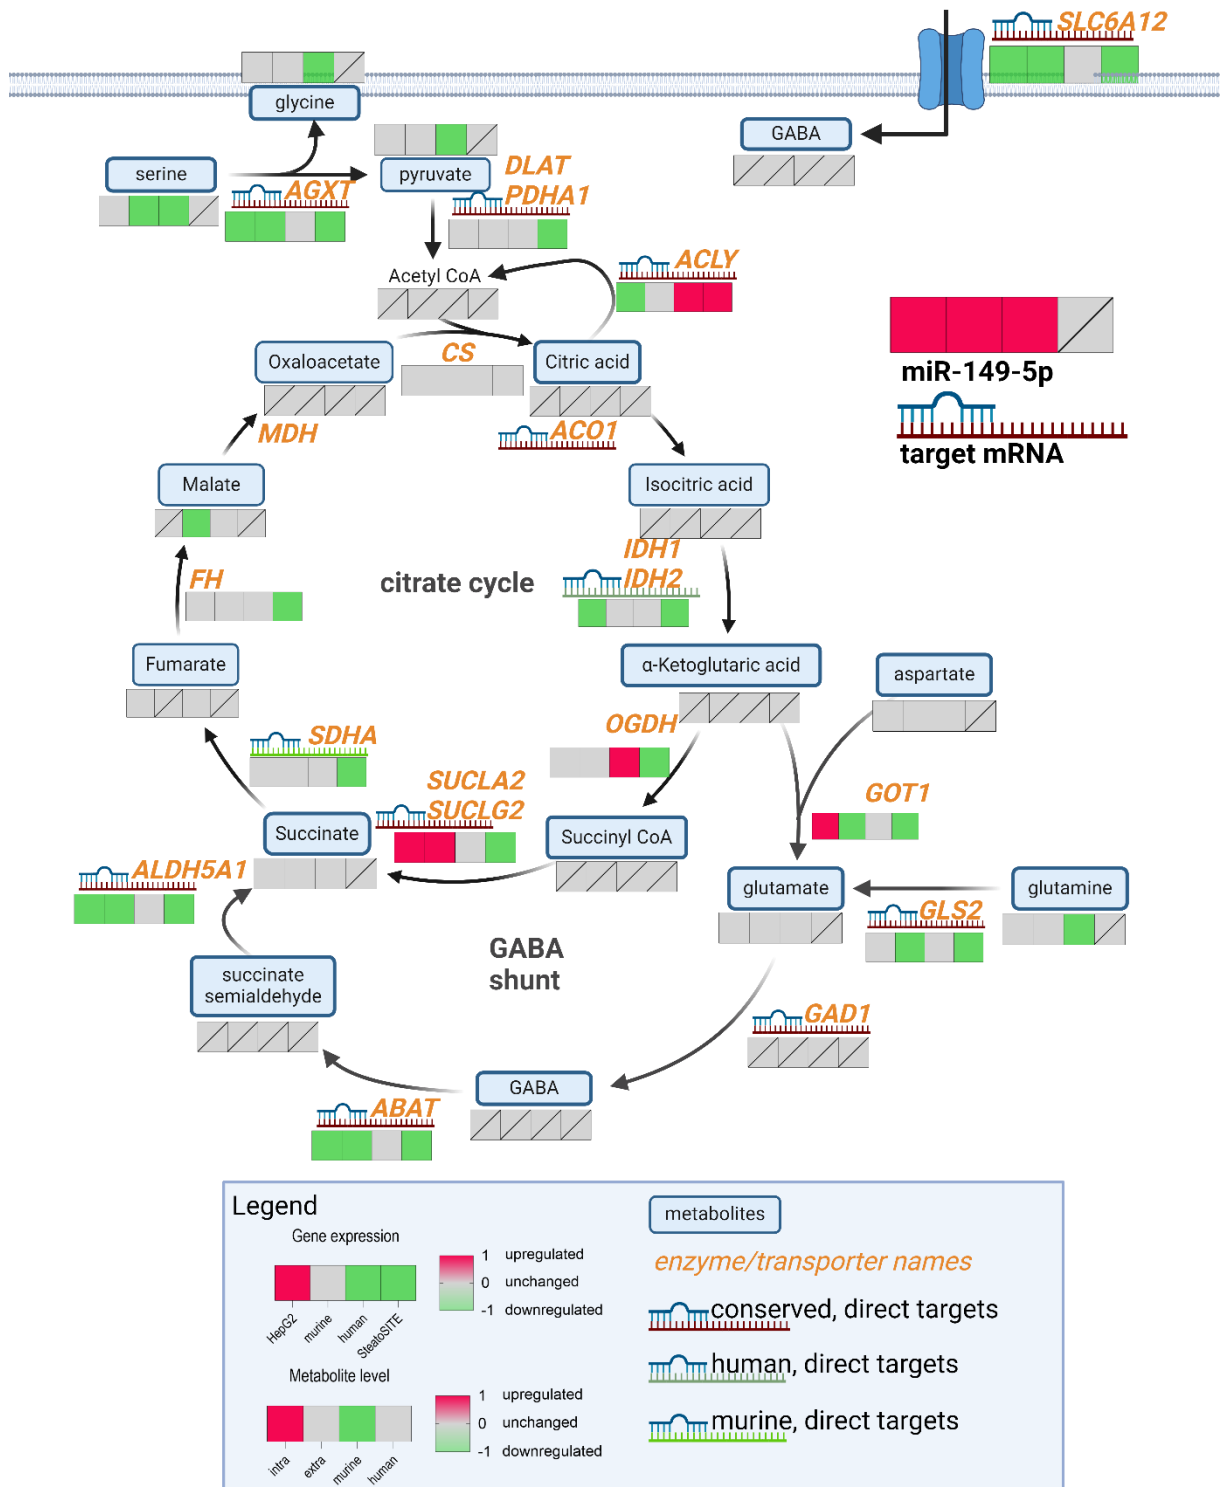 SLC6A12
glycine
GABA
serine
AGXT
pyruvate
DLAT
PDHA1
Acetyl CoA
ACLY
miR-149-5p
target mRNA
Oxaloacetate
CS
Citric acid
MDH
ACO1
Malate
Isocitric acid
citrate cycle
IDH1
IDH2
FH
Fumarate
α-Ketoglutaric acid
aspartate
OGDH
SDHA
SUCLA2
SUCLG2
GOT1
Succinate
Succinyl CoA
ALDH5A1
glutamate
glutamine
GLS2
GABA
shunt
succinate
semialdehyde
GAD1
GABA
ABAT
Legend
Gene expression
1 upregulated
0 unchanged
-1 downregulated
HepG2
murine
human
SteatoSITE
Metabolite level
1 upregulated
0 unchanged
-1 downregulated
intra
extra
murine
human
metabolites
enzyme/transporter names
conserved, direct targets
human, direct targets
murine, direct targets